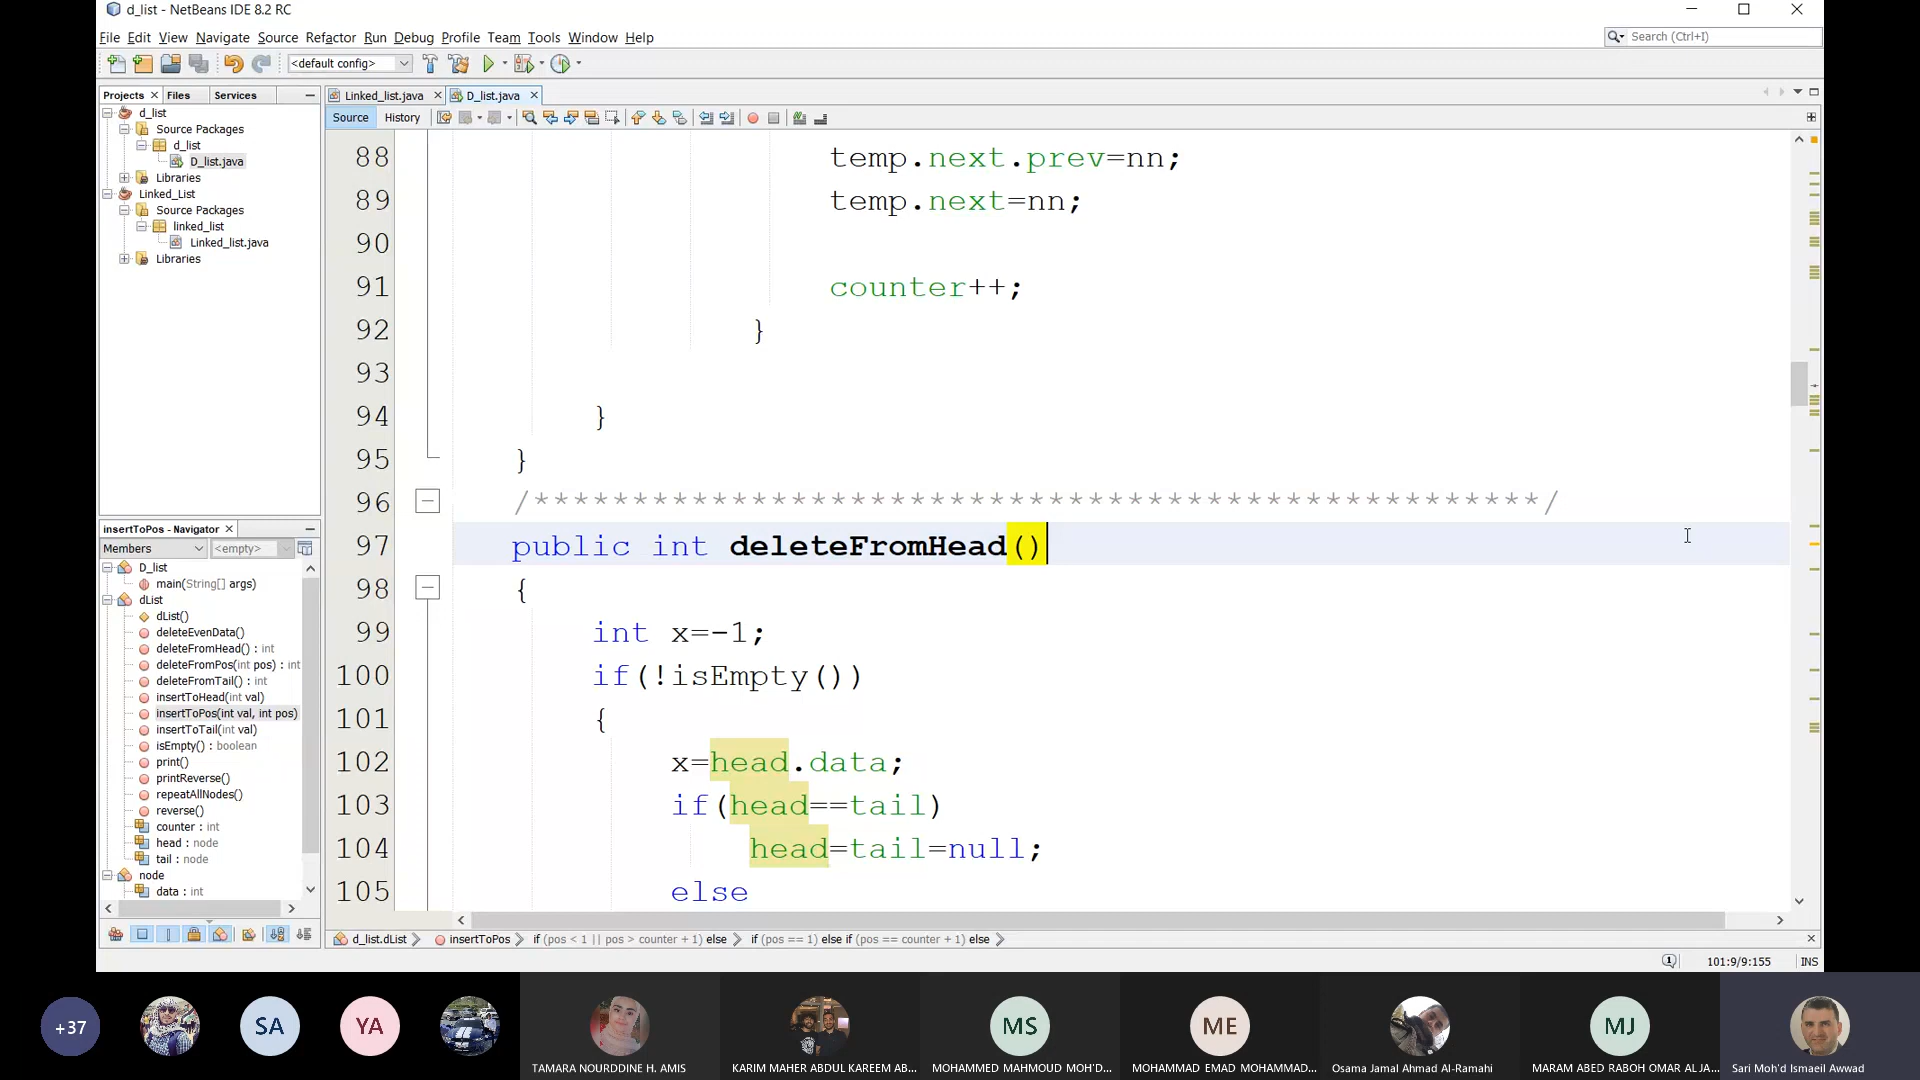 d_list - NetBeans IDE 8.2 RC
File Edit View Navigate Source Refactor Run Debug Profile Team Tools Window Help
Search (Ctrl+I)
<default config>
Projects Files Services
Linked_list.java D_list.java
Source History
d_list
Source Packages
d_list
D_list.java
Libraries
Linked_List
Source Packages
linked_list
Linked_list.java
Libraries
88 temp.next.prev=nn;
89 temp.next=nn;
90
91 counter++;
92 }
93
94 }
95 }
96 /***************************************************/
97 public int deleteFromHead()
98 {
99 int x=-1;
100 if(!isEmpty())
101 {
102 x=head.data;
103 if(head==tail)
104 head=tail=null;
105 else
insertToPos - Navigator
Members <empty>
D_list
main(String[] args)
dList
dList()
deleteEvenData()
deleteFromHead() : int
deleteFromPos(int pos) : int
deleteFromTail() : int
insertToHead(int val)
insertToPos(int val, int pos)
insertToTail(int val)
isEmpty() : boolean
print()
printReverse()
repeatAllNodes()
reverse()
counter : int
head : node
tail : node
node
data : int
d_list.dList insertToPos if (pos < 1 || pos > counter + 1) else if (pos == 1) else if (pos == counter + 1) else
101:9/9:155 INS
+37 SA YA MS ME MJ
TAMARA NOURDDINE H. AMIS
KARIM MAHER ABDUL KAREEM AB...
MOHAMMED MAHMOUD MOH'D...
MOHAMMAD EMAD MOHAMMAD...
Osama Jamal Ahmad Al-Ramahi
MARAM ABED RABOH OMAR AL JA...
Sari Moh'd Ismaeil Awwad